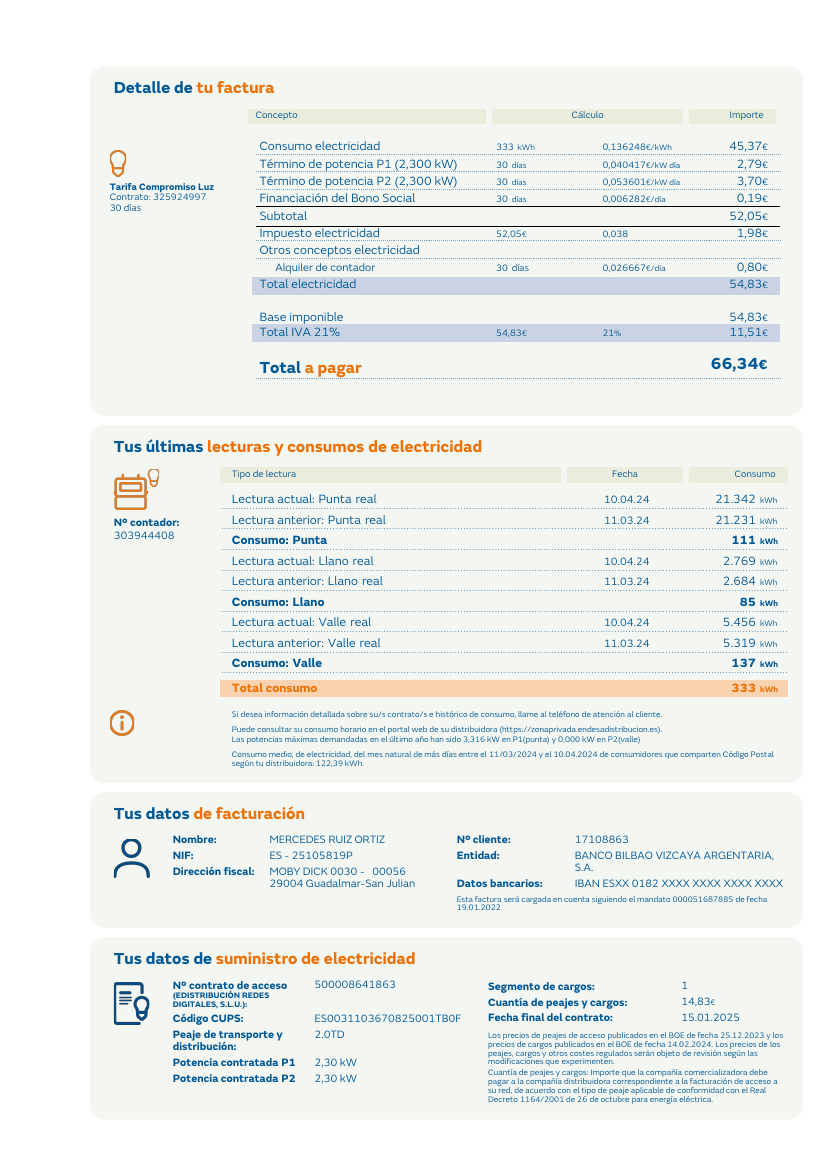 Detalle de tu factura
Concepto Cálculo Importe
Consumo electricidad 333 kWh 0,136248€/kWh 45,37€
Término de potencia P1 (2,300 kW) 30 días 0,040417€/kW día 2,79€
Término de potencia P2 (2,300 kW) 30 días 0,053601€/kW día 3,70€
Financiación del Bono Social 30 días 0,006282€/día 0,19€
Subtotal 52,05€
Impuesto electricidad 52,05€ 0,038 1,98€
Otros conceptos electricidad
Alquiler de contador 30 días 0,026667€/día 0,80€
Total electricidad 54,83€
Base imponible 54,83€
Total IVA 21% 54,83€ 21% 11,51€
Total a pagar 66,34€
Tarifa Compromiso Luz
Contrato: 325924997
30 días
Tus últimas lecturas y consumos de electricidad
Nº contador:
303944408
Tipo de lectura Fecha Consumo
Lectura actual: Punta real 10.04.24 21.342 kWh
Lectura anterior: Punta real 11.03.24 21.231 kWh
Consumo: Punta 111 kWh
Lectura actual: Llano real 10.04.24 2.769 kWh
Lectura anterior: Llano real 11.03.24 2.684 kWh
Consumo: Llano 85 kWh
Lectura actual: Valle real 10.04.24 5.456 kWh
Lectura anterior: Valle real 11.03.24 5.319 kWh
Consumo: Valle 137 kWh
Total consumo 333 kWh
Si desea información detallada sobre su/s contrato/s e histórico de consumo, llame al teléfono de atención al cliente.
Puede consultar su consumo horario en el portal web de su distribuidora (https://zonaprivada.endesadistribucion.es).
Las potencias máximas demandadas en el último año han sido 3,316 kW en P1(punta) y 0,000 kW en P2(valle)
Consumo medio, de electricidad, del mes natural de más días entre el 11/03/2024 y el 10.04.2024 de consumidores que comparten Código Postal
según tu distribuidora: 122,39 kWh.
Tus datos de facturación
Nombre: MERCEDES RUIZ ORTIZ
NIF: ES - 25105819P
Dirección fiscal: MOBY DICK 0030 - 00056
29004 Guadalmar-San Julian
Nº cliente: 17108863
Entidad: BANCO BILBAO VIZCAYA ARGENTARIA,
S.A.
Datos bancarios: IBAN ESXX 0182 XXXX XXXX XXXX XXXX
Esta factura será cargada en cuenta siguiendo el mandato 000051687885 de fecha
19.01.2022
Tus datos de suministro de electricidad
Nº contrato de acceso 500008641863
(EDISTRIBUCIÓN REDES
DIGITALES, S.L.U.):
Código CUPS: ES0031103670825001TB0F
Peaje de transporte y 2.0TD
distribución:
Potencia contratada P1 2,30 kW
Potencia contratada P2 2,30 kW
Segmento de cargos: 1
Cuantía de peajes y cargos: 14,83€
Fecha final del contrato: 15.01.2025
Los precios de peajes de acceso publicados en el BOE de fecha 25.12.2023 y los
precios de cargos publicados en el BOE de fecha 14.02.2024. Los precios de los
peajes, cargos y otros costes regulados serán objeto de revisión según las
modificaciones que experimenten.
Cuantía de peajes y cargos: Importe que la compañía comercializadora debe
pagar a la compañía distribuidora correspondiente a la facturación de acceso a
su red, de acuerdo con el tipo de peaje aplicable de conformidad con el Real
Decreto 1164/2001 de 26 de octubre para energía eléctrica.